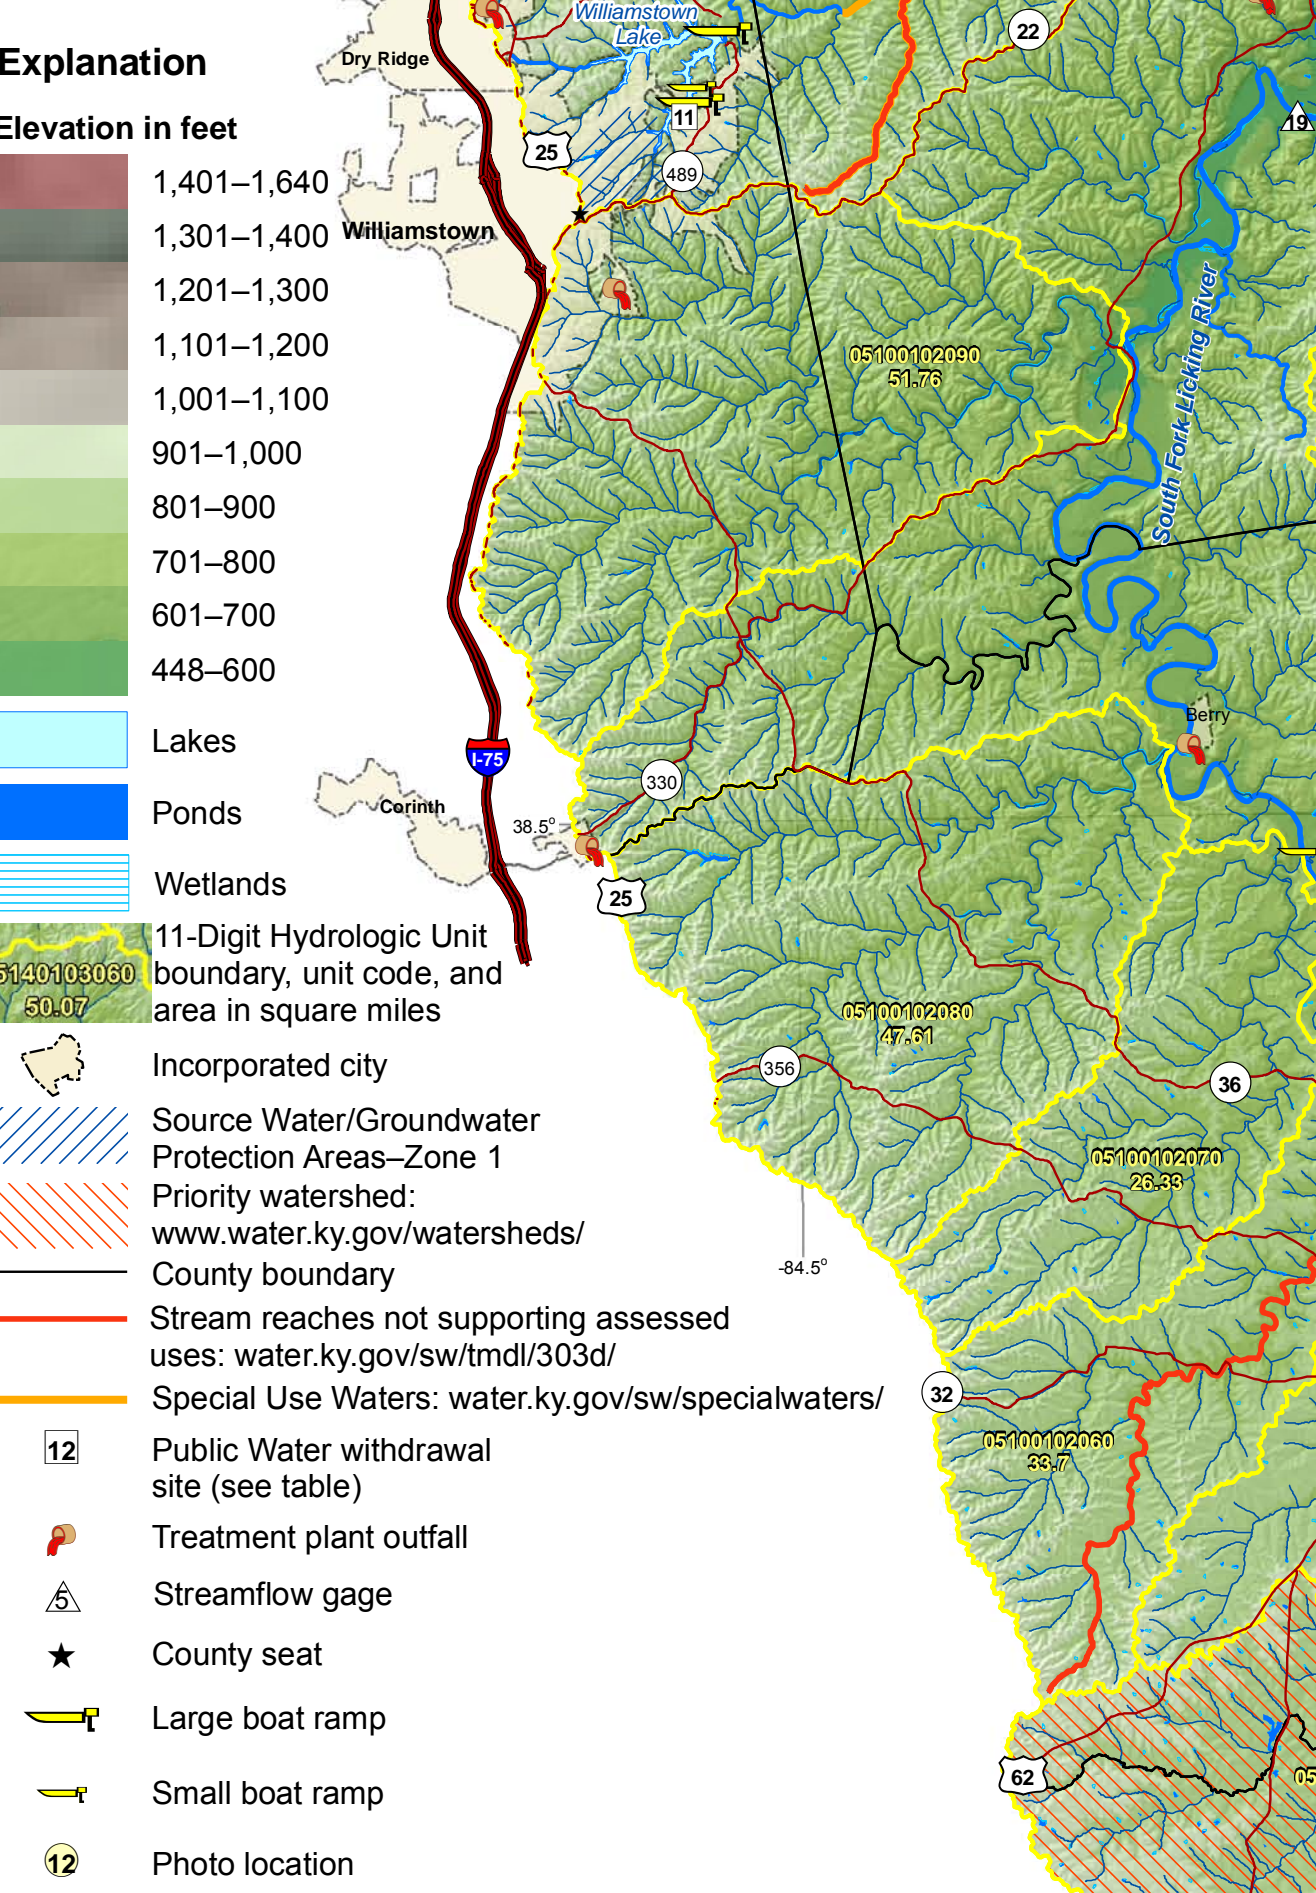 Explanation
Elevation in feet
1,401–1,640
1,301–1,400
1,201–1,300
1,101–1,200
1,001–1,100
901–1,000
801–900
701–800
601–700
448–600
Lakes
Ponds
Wetlands
5140103060
50.07
11-Digit Hydrologic Unit
boundary, unit code, and
area in square miles
Incorporated city
Source Water/Groundwater
Protection Areas–Zone 1
Priority watershed:
www.water.ky.gov/watersheds/
County boundary
Stream reaches not supporting assessed
uses: water.ky.gov/sw/tmdl/303d/
Special Use Waters: water.ky.gov/sw/specialwaters/
12
Public Water withdrawal
site (see table)
Treatment plant outfall
5
Streamflow gage
County seat
Large boat ramp
Small boat ramp
12
Photo location
Williamstown
Lake
Dry Ridge
22
11
19
25
489
Williamstown
05100102090
51.76
South Fork Licking River
Berry
I-75
330
Corinth
38.5°
25
05100102080
47.61
356
36
05100102070
26.33
-84.5°
32
05100102060
33.7
62
05